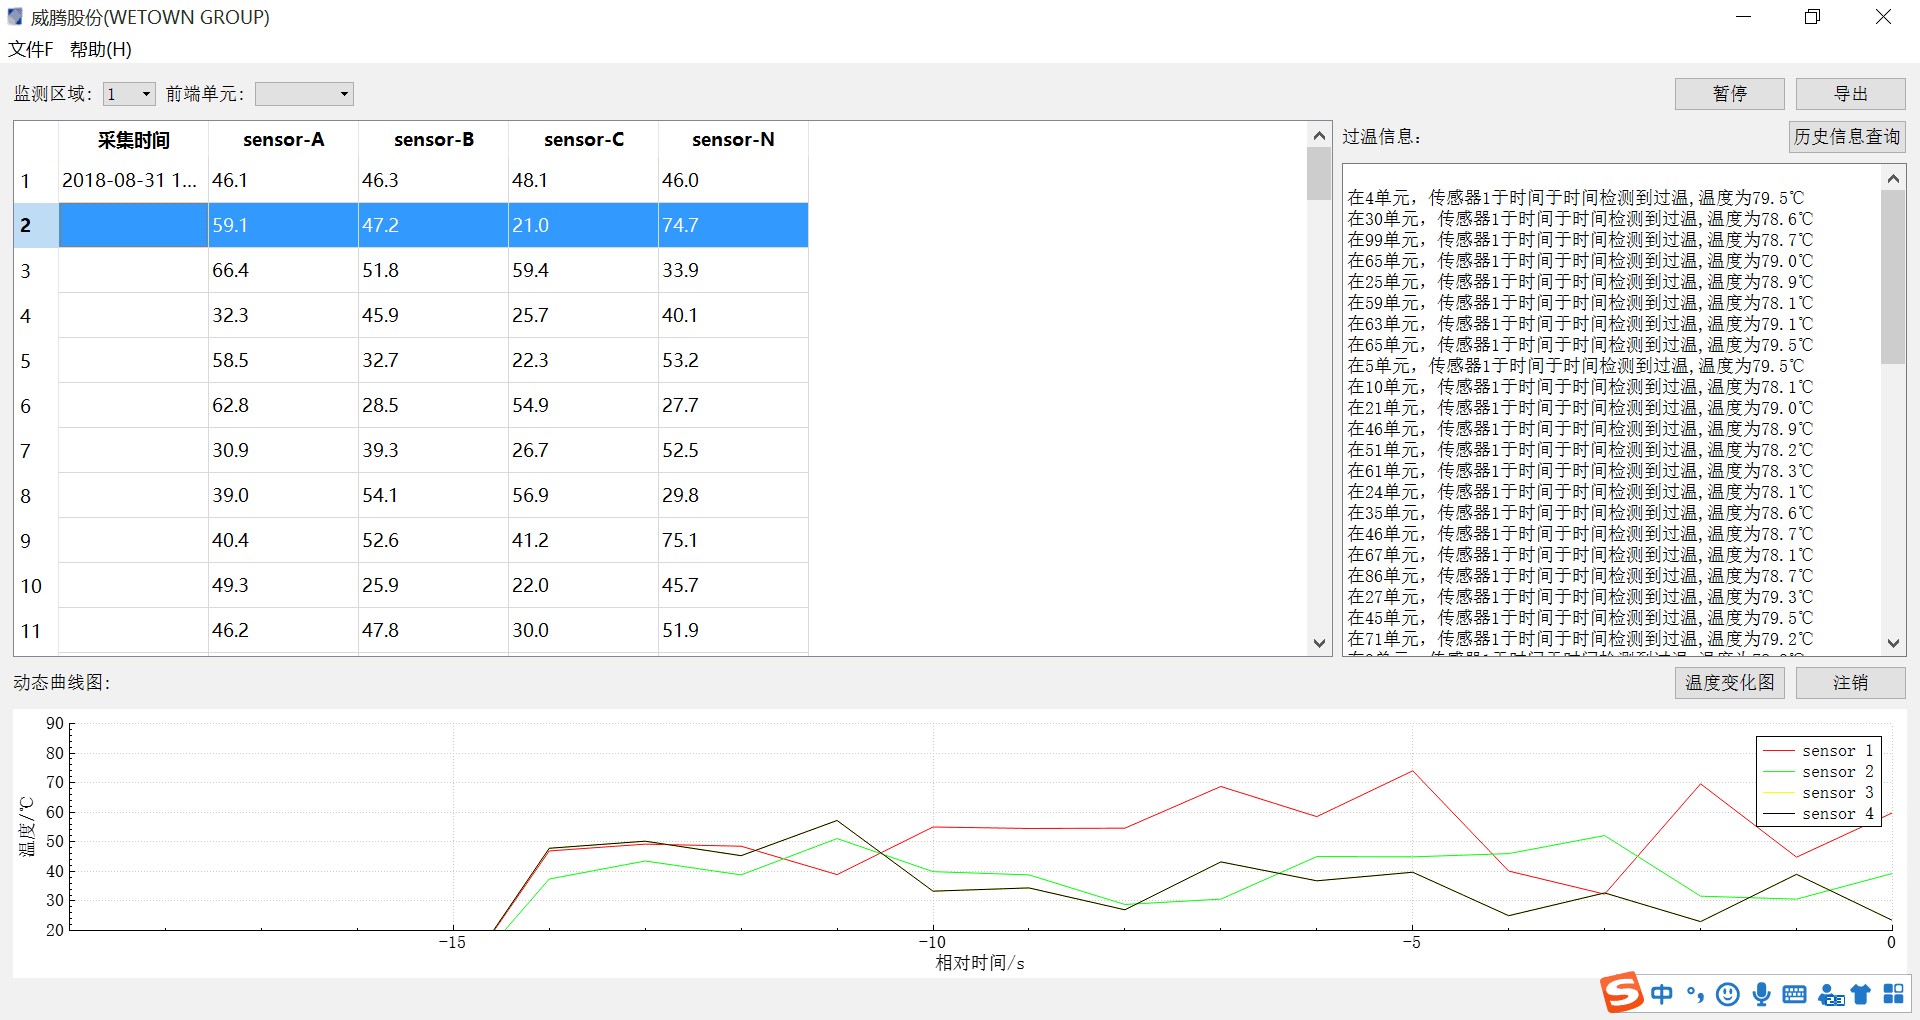 威腾股份(WETOWN GROUP)
文件F 帮助(H)
监测区域: 1 前端单元: 暂停 导出
采集时间 sensor-A sensor-B sensor-C sensor-N
1 2018-08-31 1... 46.1 46.3 48.1 46.0
2 59.1 47.2 21.0 74.7
3 66.4 51.8 59.4 33.9
4 32.3 45.9 25.7 40.1
5 58.5 32.7 22.3 53.2
6 62.8 28.5 54.9 27.7
7 30.9 39.3 26.7 52.5
8 39.0 54.1 56.9 29.8
9 40.4 52.6 41.2 75.1
10 49.3 25.9 22.0 45.7
11 46.2 47.8 30.0 51.9
过温信息: 历史信息查询
在4单元，传感器1于时间于时间检测到过温,温度为79.5℃
在30单元，传感器1于时间于时间检测到过温,温度为78.6℃
在99单元，传感器1于时间于时间检测到过温,温度为78.7℃
在65单元，传感器1于时间于时间检测到过温,温度为79.0℃
在25单元，传感器1于时间于时间检测到过温,温度为78.9℃
在59单元，传感器1于时间于时间检测到过温,温度为78.1℃
在63单元，传感器1于时间于时间检测到过温,温度为79.1℃
在65单元，传感器1于时间于时间检测到过温,温度为79.5℃
在5单元，传感器1于时间于时间检测到过温,温度为79.5℃
在10单元，传感器1于时间于时间检测到过温,温度为78.1℃
在21单元，传感器1于时间于时间检测到过温,温度为79.0℃
在46单元，传感器1于时间于时间检测到过温,温度为78.9℃
在51单元，传感器1于时间于时间检测到过温,温度为78.2℃
在61单元，传感器1于时间于时间检测到过温,温度为78.3℃
在24单元，传感器1于时间于时间检测到过温,温度为78.1℃
在35单元，传感器1于时间于时间检测到过温,温度为78.6℃
在46单元，传感器1于时间于时间检测到过温,温度为78.7℃
在67单元，传感器1于时间于时间检测到过温,温度为78.1℃
在86单元，传感器1于时间于时间检测到过温,温度为78.7℃
在27单元，传感器1于时间于时间检测到过温,温度为79.3℃
在45单元，传感器1于时间于时间检测到过温,温度为79.5℃
在71单元，传感器1于时间于时间检测到过温,温度为79.2℃
动态曲线图: 温度变化图 注销
90
80
70
60
50
40
30
20
温度/℃
sensor 1
sensor 2
sensor 3
sensor 4
-15 -10 -5 0
相对时间/s
S 中